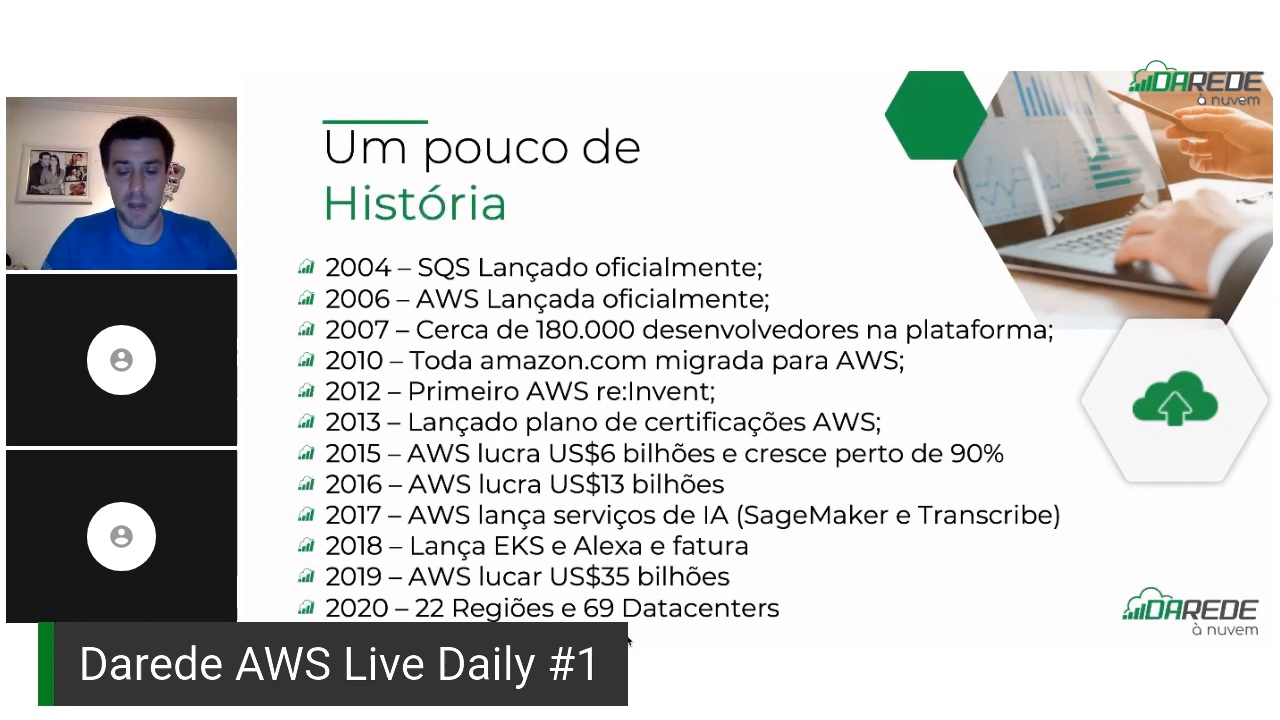 DAREDE
à nuvem
Um pouco de
História
2004 – SQS Lançado oficialmente;
2006 – AWS Lançada oficialmente;
2007 – Cerca de 180.000 desenvolvedores na plataforma;
2010 – Toda amazon.com migrada para AWS;
2012 – Primeiro AWS re:Invent;
2013 – Lançado plano de certificações AWS;
2015 – AWS lucra US$6 bilhões e cresce perto de 90%
2016 – AWS lucra US$13 bilhões
2017 – AWS lança serviços de IA (SageMaker e Transcribe)
2018 – Lança EKS e Alexa e fatura
2019 – AWS lucar US$35 bilhões
2020 – 22 Regiões e 69 Datacenters
DAREDE
à nuvem
Darede AWS Live Daily #1